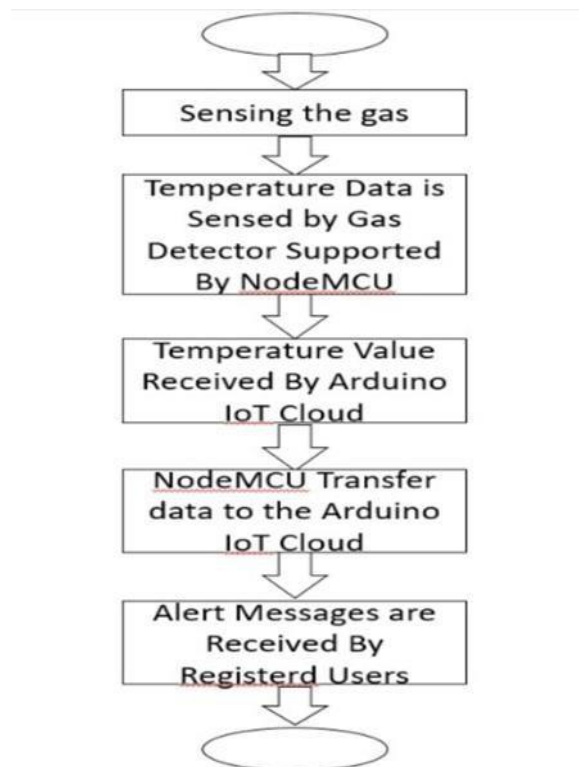 Sensing the gas
Temperature Data is
Sensed by Gas
Detector Supported
By NodeMCU
Temperature Value
Received By Arduino
IoT Cloud
NodeMCU Transfer
data to the Arduino
IoT Cloud
Alert Messages are
Received By
Registerd Users